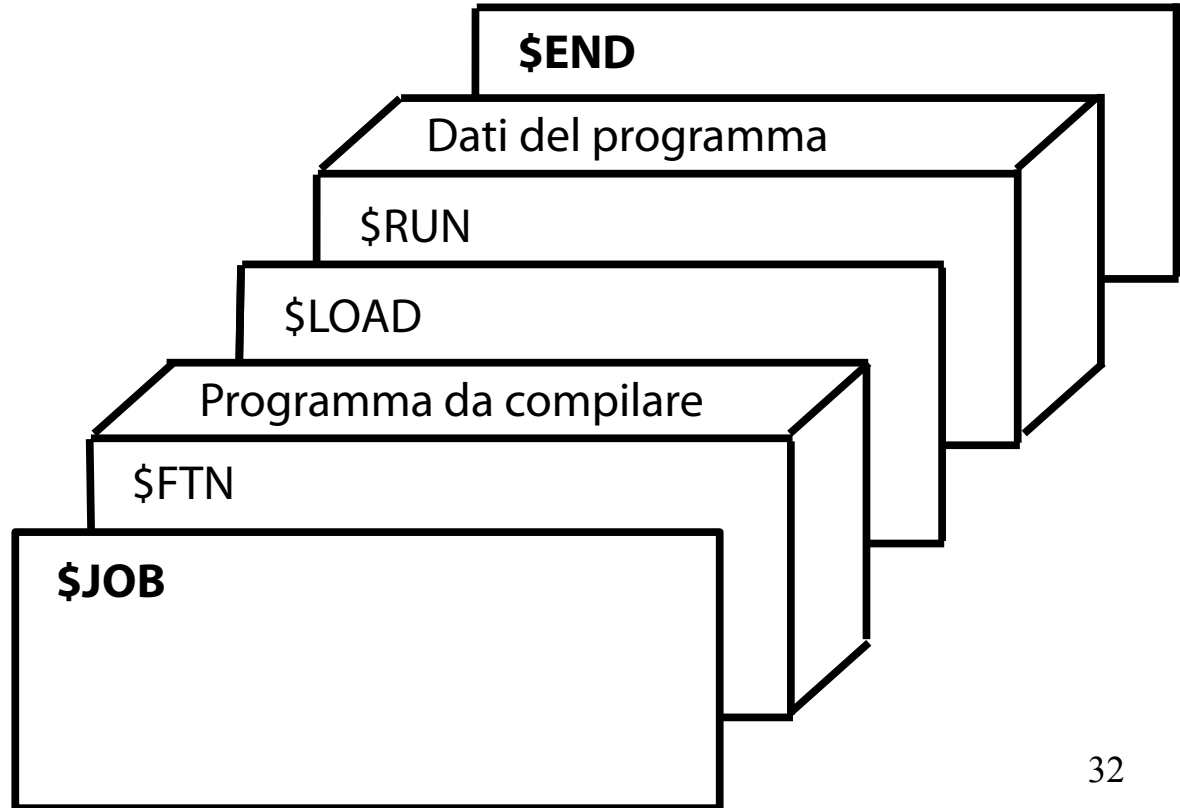 $END
Dati del programma
$RUN
$LOAD
Programma da compilare
$FTN
$JOB
32